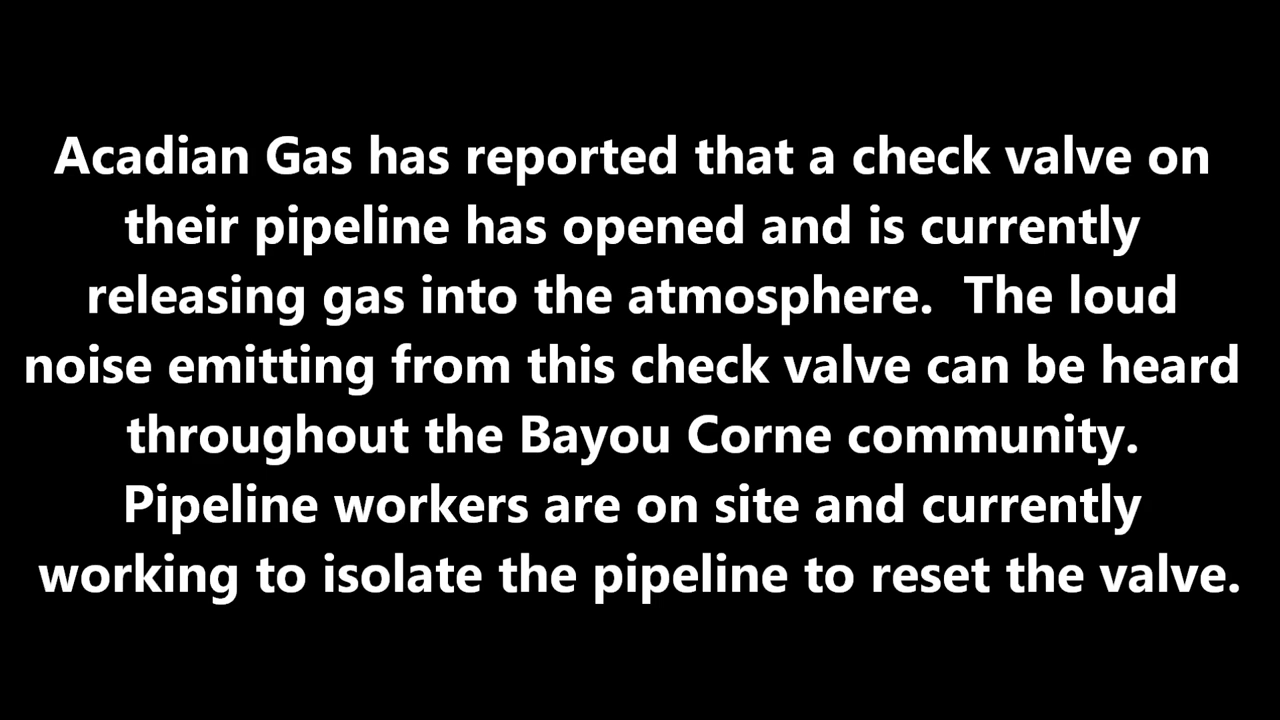 Acadian Gas has reported that a check valve on
their pipeline has opened and is currently
releasing gas into the atmosphere.  The loud
noise emitting from this check valve can be heard
throughout the Bayou Corne community.
Pipeline workers are on site and currently
working to isolate the pipeline to reset the valve.